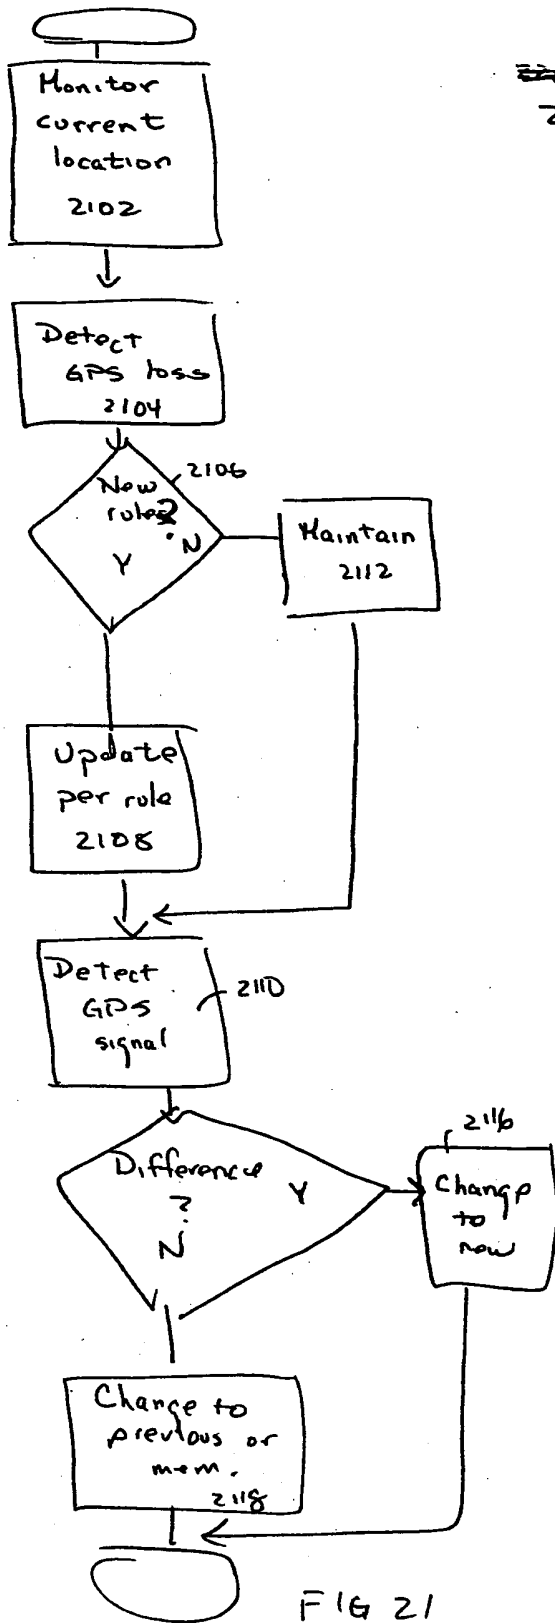 Monitor
current
location
2102
Detect
GPS loss
2104
2106
New
rules?
N
Y
Maintain
2112
Update
per rule
2108
Detect
GPS
signal
2110
Difference
?
Y
N
2116
Change
to
new
Change to
previous or
mem.
2118
FIG 21